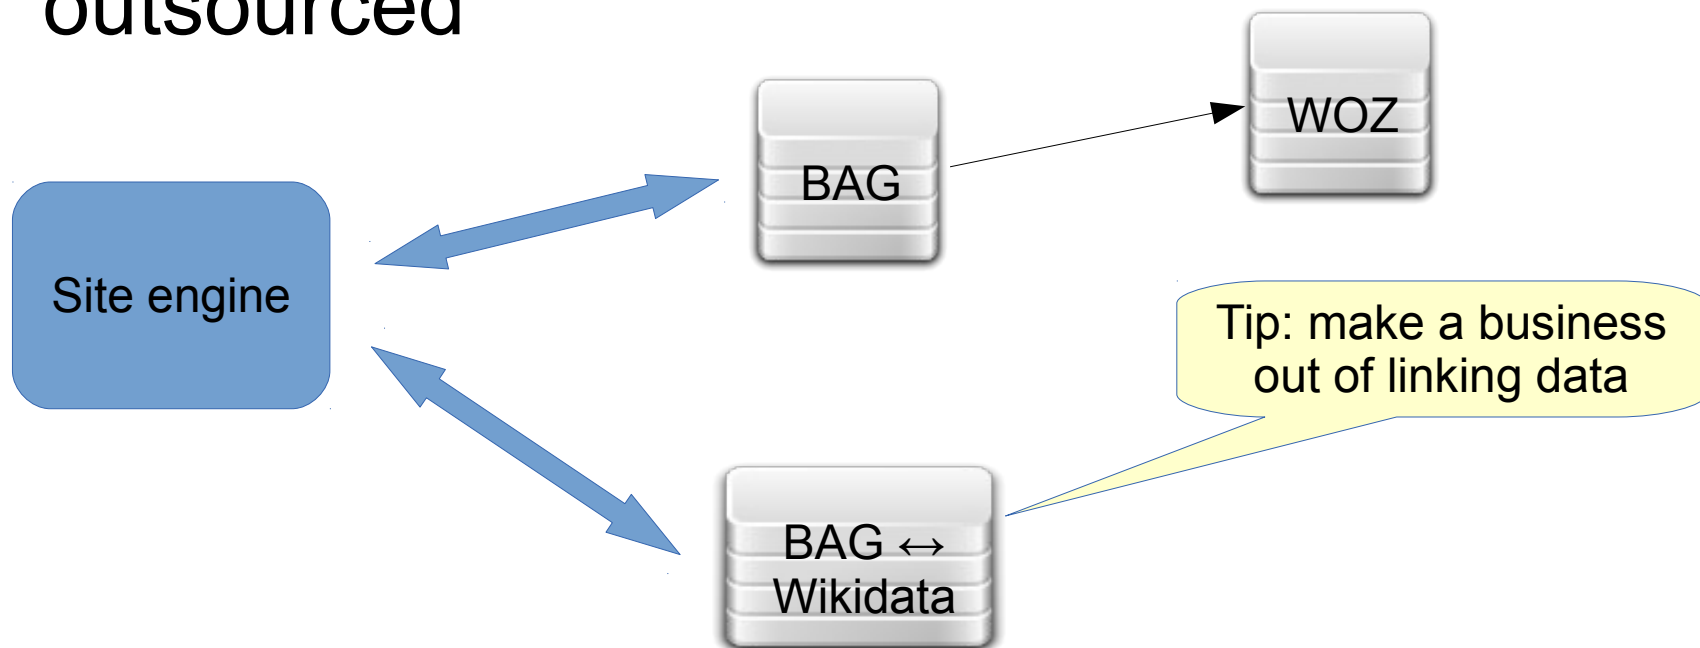 outsourced
WOZ
BAG
Site engine
Tip: make a business
out of linking data
BAG ↔
Wikidata